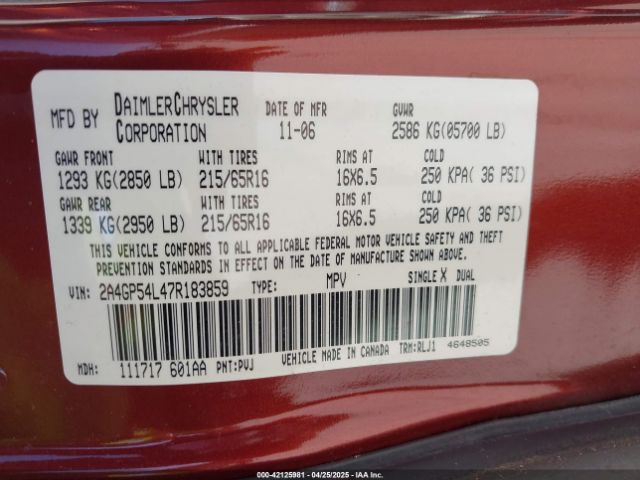 MFD BY DAIMLERCHRYSLER CORPORATION DATE OF MFR 11-06 GVWR 2586 KG(05700 LB)
GAWR FRONT WITH TIRES RIMS AT COLD
1293 KG(2850 LB) 215/65R16 16X6.5 250 KPA( 36 PSI)
GAWR REAR WITH TIRES RIMS AT COLD
1339 KG(2950 LB) 215/65R16 16X6.5 250 KPA( 36 PSI)
THIS VEHICLE CONFORMS TO ALL APPLICABLE FEDERAL MOTOR VEHICLE SAFETY AND THEFT
PREVENTION STANDARDS IN EFFECT ON THE DATE OF MANUFACTURE SHOWN ABOVE.
VIN: 2A4GP54L47R183859 TYPE: MPV SINGLE X DUAL
VEHICLE MADE IN CANADA TRM:RLJ1 4648505
MDH: 111717 601AA PNT:PVJ
000-42125981 - 04/25/2025 - IAAI.COM